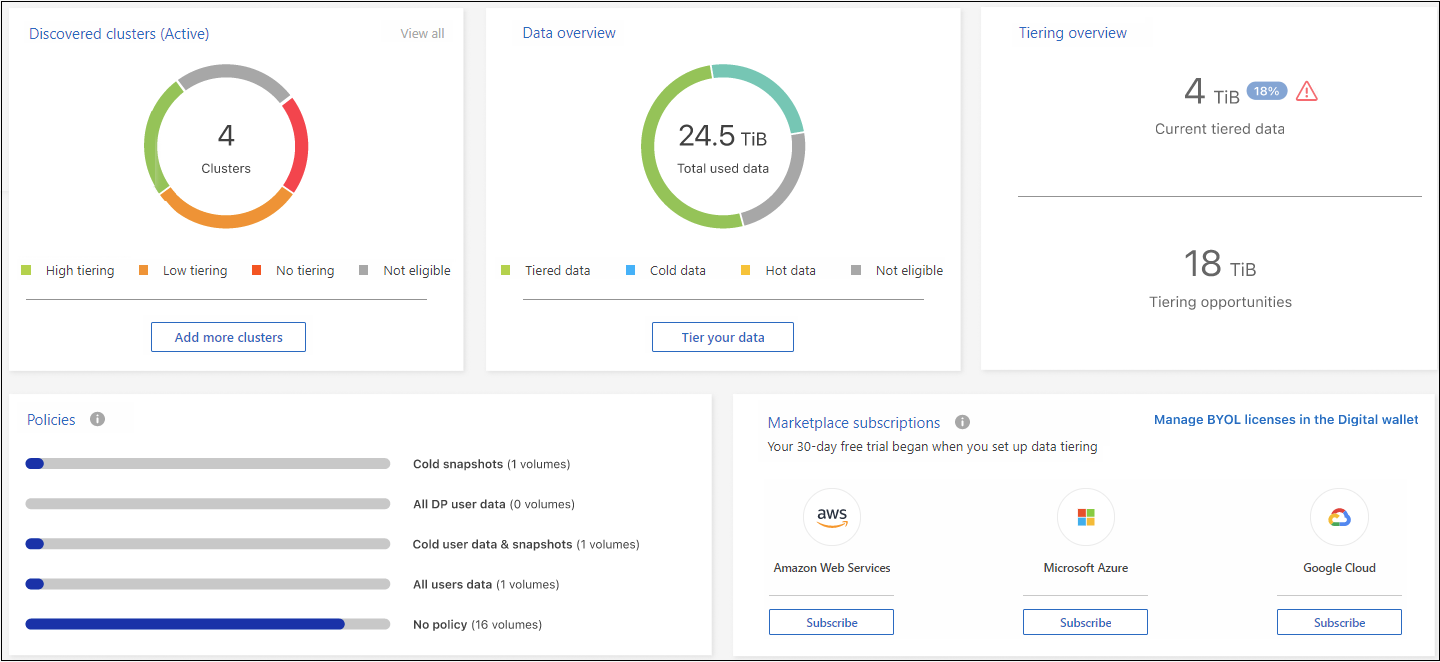 Discovered clusters (Active)
View all
4
Clusters
High tiering
Low tiering
No tiering
Not eligible
Add more clusters
Data overview
24.5 TiB
Total used data
Tiered data
Cold data
Hot data
Not eligible
Tier your data
Tiering overview
4 TiB 18%
Current tiered data
18 TiB
Tiering opportunities
Policies
Cold snapshots (1 volumes)
All DP user data (0 volumes)
Cold user data & snapshots (1 volumes)
All users data (1 volumes)
No policy (16 volumes)
Marketplace subscriptions
Manage BYOL licenses in the Digital wallet
Your 30-day free trial began when you set up data tiering
aws
Amazon Web Services
Subscribe
Microsoft Azure
Subscribe
Google Cloud
Subscribe